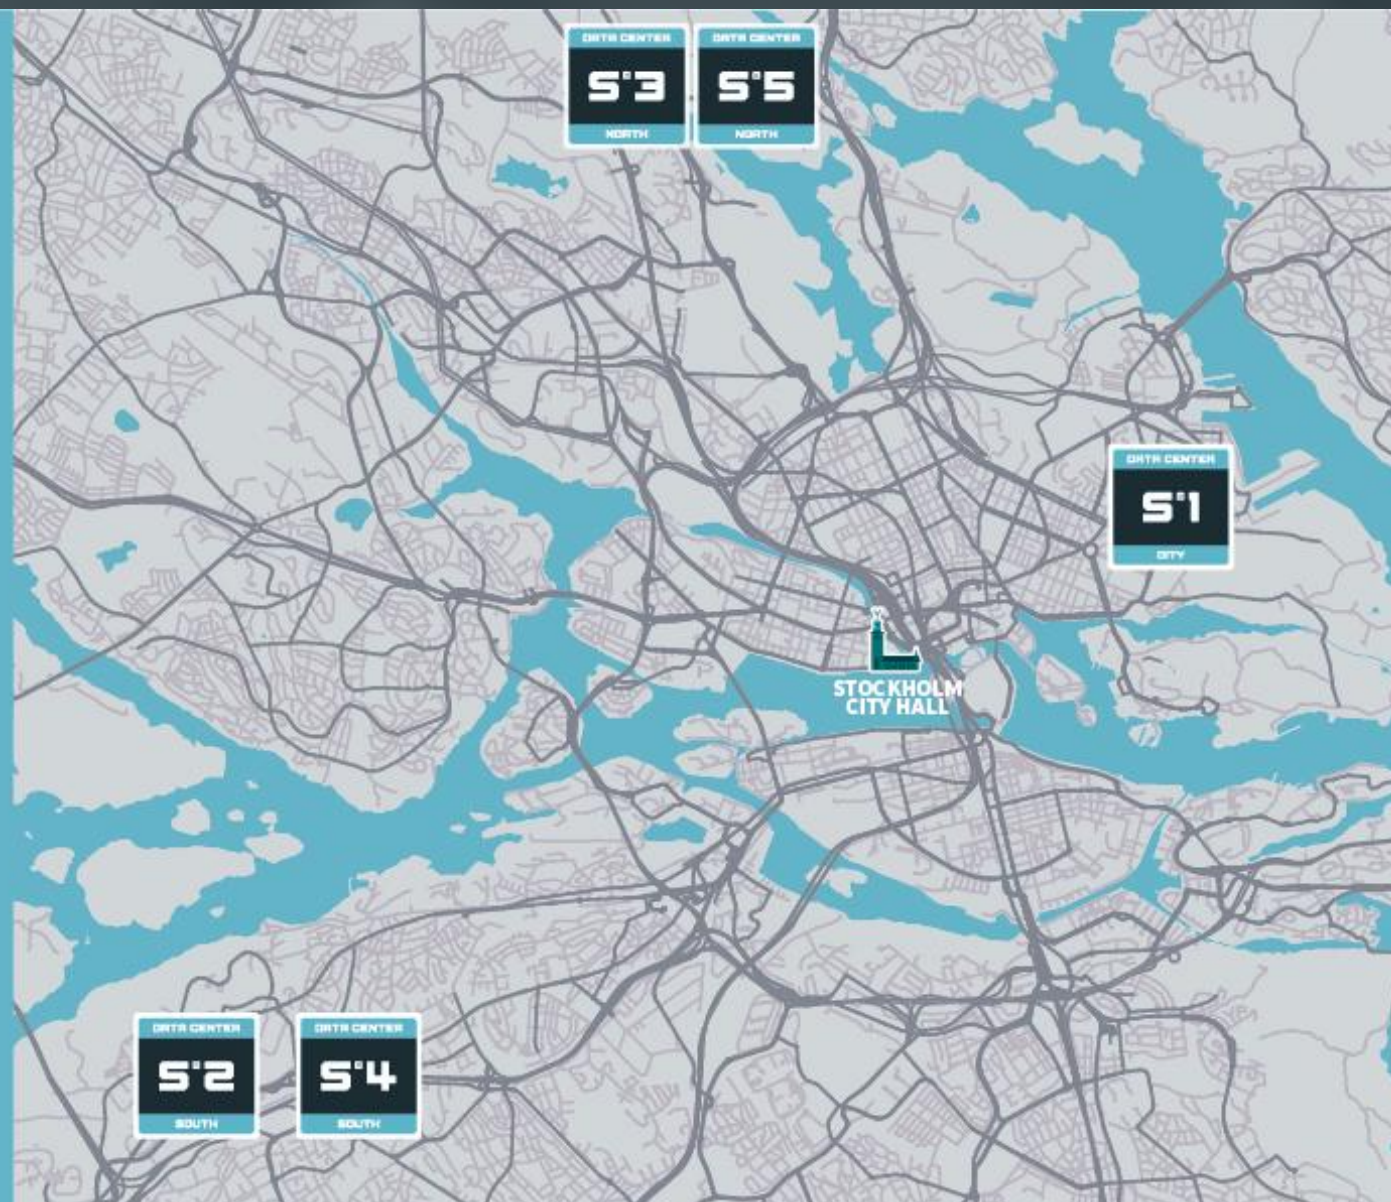 DATA CENTER
S:3
NORTH
DATA CENTER
S:5
NORTH
DATA CENTER
S:1
CITY
STOCKHOLM
CITY HALL
DATA CENTER
S:2
SOUTH
DATA CENTER
S:4
SOUTH